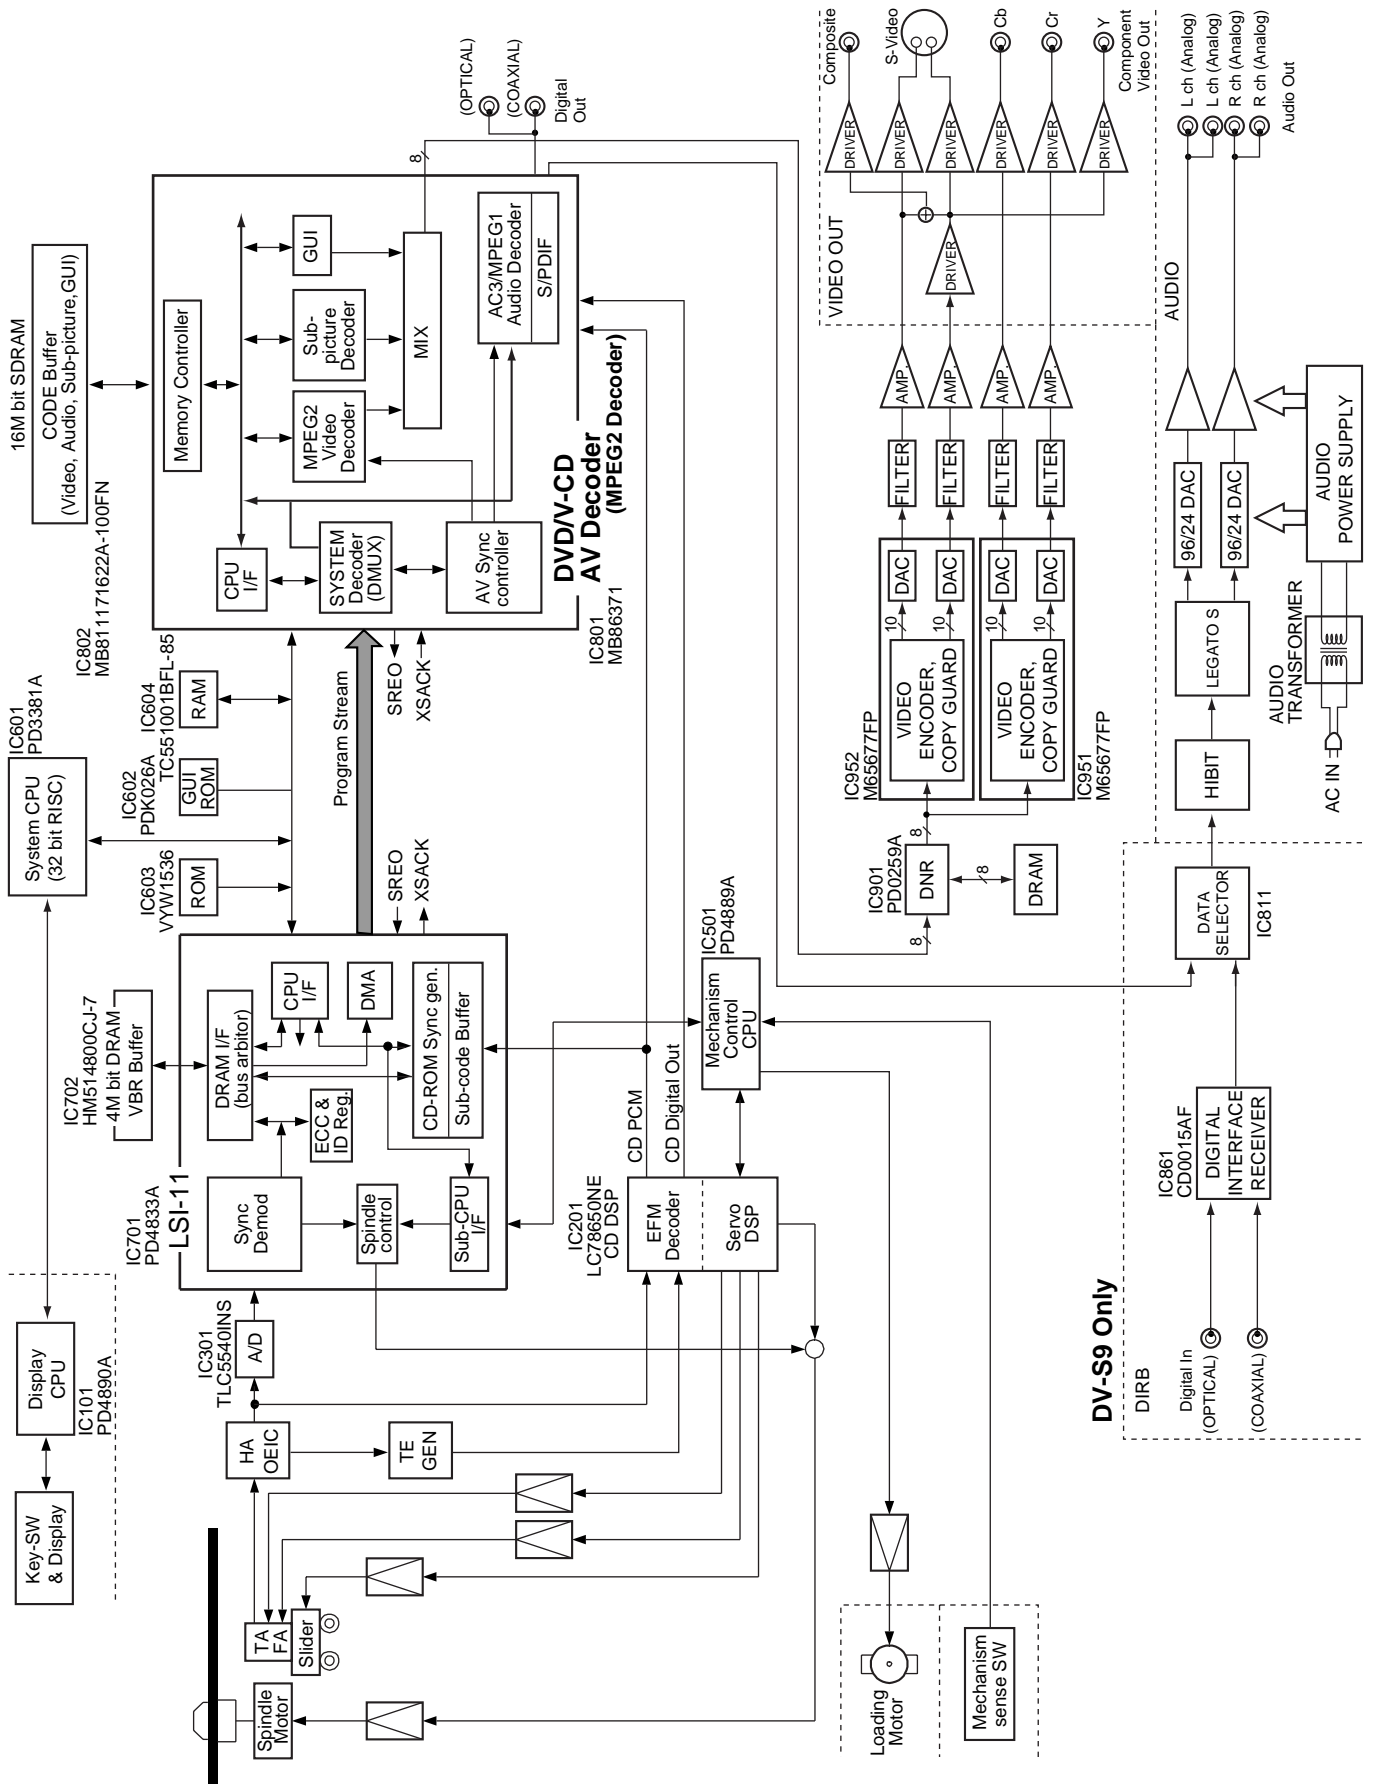 Key-SW
& Display
Display
CPU
IC101
PD4890A
System CPU
(32 bit RISC)
IC601
PD3381A
16M bit SDRAM
CODE Buffer
(Video, Audio, Sub-picture,GUI)
IC802
MB811171622A-100FN
IC702
HM514800CJ-7
4M bit DRAM
VBR Buffer
IC603
VYW1536
ROM
IC602
PDK026A
GUI
ROM
IC604
TC551001BFL-85
RAM
Spindle
Motor
TA
FA
Slider
HA
OEIC
TE
GEN
IC301
TLC5540INS
A/D
IC701
PD4833A
LSI-11
Sync
Demod
DRAM I/F
(bus arbitor)
ECC &
ID Reg.
CPU
I/F
DMA
Spindle
control
Sub-CPU
I/F
CD-ROM Sync gen.
Sub-code Buffer
SREO
XSACK
Program Stream
SREO
XSACK
CPU
I/F
Memory Controller
SYSTEM
Decoder
(DMUX)
AV Sync
controller
MPEG2
Video
Decoder
Sub-
picture
Decoder
GUI
MIX
AC3/MPEG1
Audio Decoder
S/PDIF
DVD/V-CD
AV Decoder
(MPEG2 Decoder)
IC801
MB86371
(OPTICAL)
(COAXIAL)
Digital
Out
8
IC201
LC78650NE
CD DSP
EFM
Decoder
Servo
DSP
CD PCM
CD Digital Out
IC501
PD4889A
Mechanism
Control
CPU
Loading
Motor
Mechanism
sense SW
IC901
PD0259A
8
DNR
8
8
DRAM
IC952
M65677FP
VIDEO
ENCODER,
COPY GUARD
10
DAC
10
DAC
VIDEO
ENCODER,
COPY GUARD
10
DAC
10
DAC
IC951
M65677FP
FILTER
FILTER
FILTER
FILTER
AMP.
AMP.
AMP.
AMP.
VIDEO OUT
DRIVER
DRIVER
DRIVER
DRIVER
DRIVER
DRIVER
DRIVER
Composite
S-Video
Cb
Cr
Y
Component
Video Out
DV-S9 Only
DIRB
Digital In
(OPTICAL)
(COAXIAL)
IC861
CD0015AF
DIGITAL
INTERFACE
RECEIVER
DATA
SELECTOR
IC811
HIBIT
LEGATO S
96/24 DAC
96/24 DAC
AUDIO
L ch (Analog)
L ch (Analog)
R ch (Analog)
R ch (Analog)
Audio Out
AC IN
AUDIO
TRANSFORMER
AUDIO
POWER SUPPLY